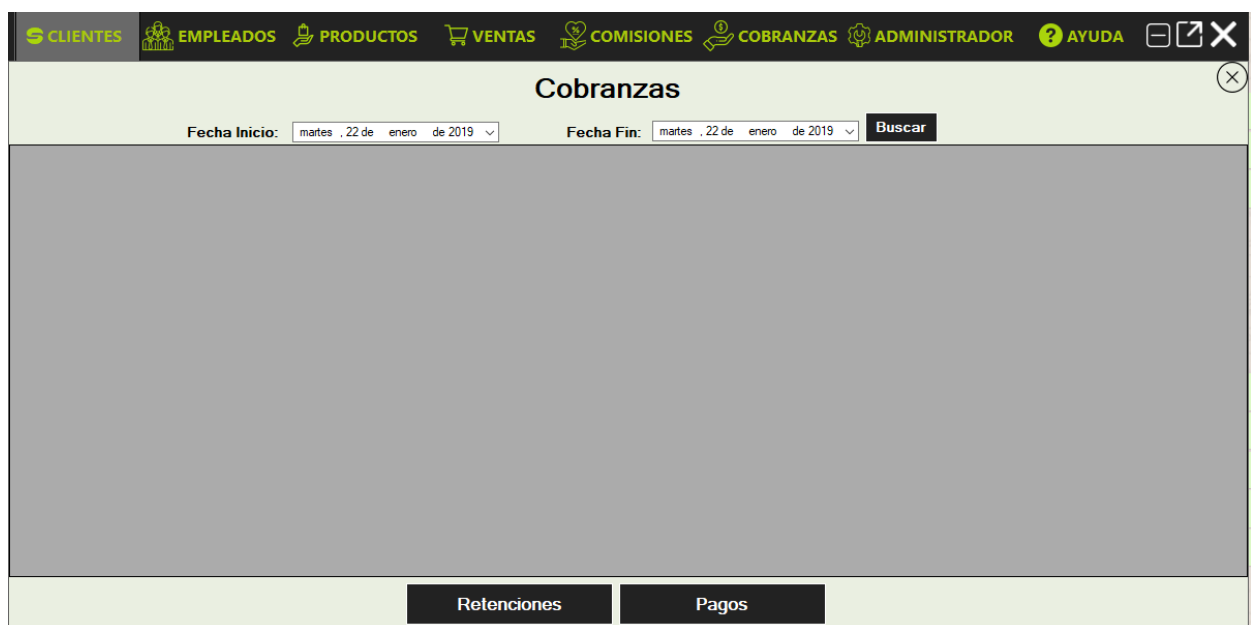 CLIENTES EMPLEADOS PRODUCTOS VENTAS COMISIONES COBRANZAS ADMINISTRADOR AYUDA
Cobranzas
Fecha Inicio: martes , 22 de enero de 2019 Fecha Fin: martes , 22 de enero de 2019 Buscar
Retenciones Pagos